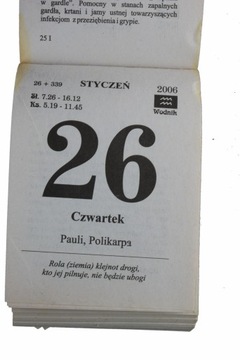 w gardle". Pomocny w stanach zapalnych
gardła, krtani i jamy ustnej towarzyszących
infekcjom z przeziębienia i grypie.
25 l
26 + 339
STYCZEŃ
2006
Sł. 7.26 - 16.12
Ks. 5.19 - 11.45
Wodnik
26
Czwartek
Pauli, Polikarpa
Rola (ziemia) klejnot drogi,
kto jej pilnuje, nie będzie ubogi